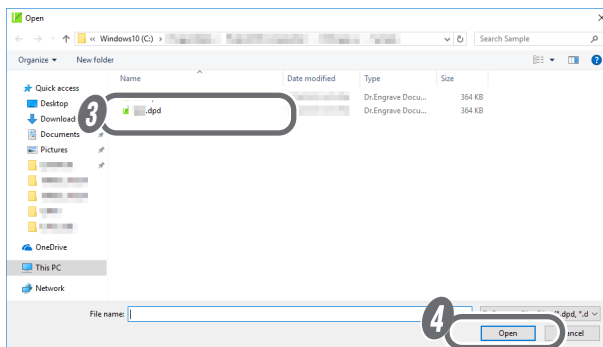 Open
« Windows10 (C:) ›
Search Sample
Organize
New folder
Name
Date modified
Type
Size
Quick access
Desktop
Download
Documents
Pictures
OneDrive
This PC
Network
Dr.Engrave Docu...
364 KB
.dpd
Dr.Engrave Docu...
364 KB
3
File name:
*.dpd, *.d
4
Open
ncel